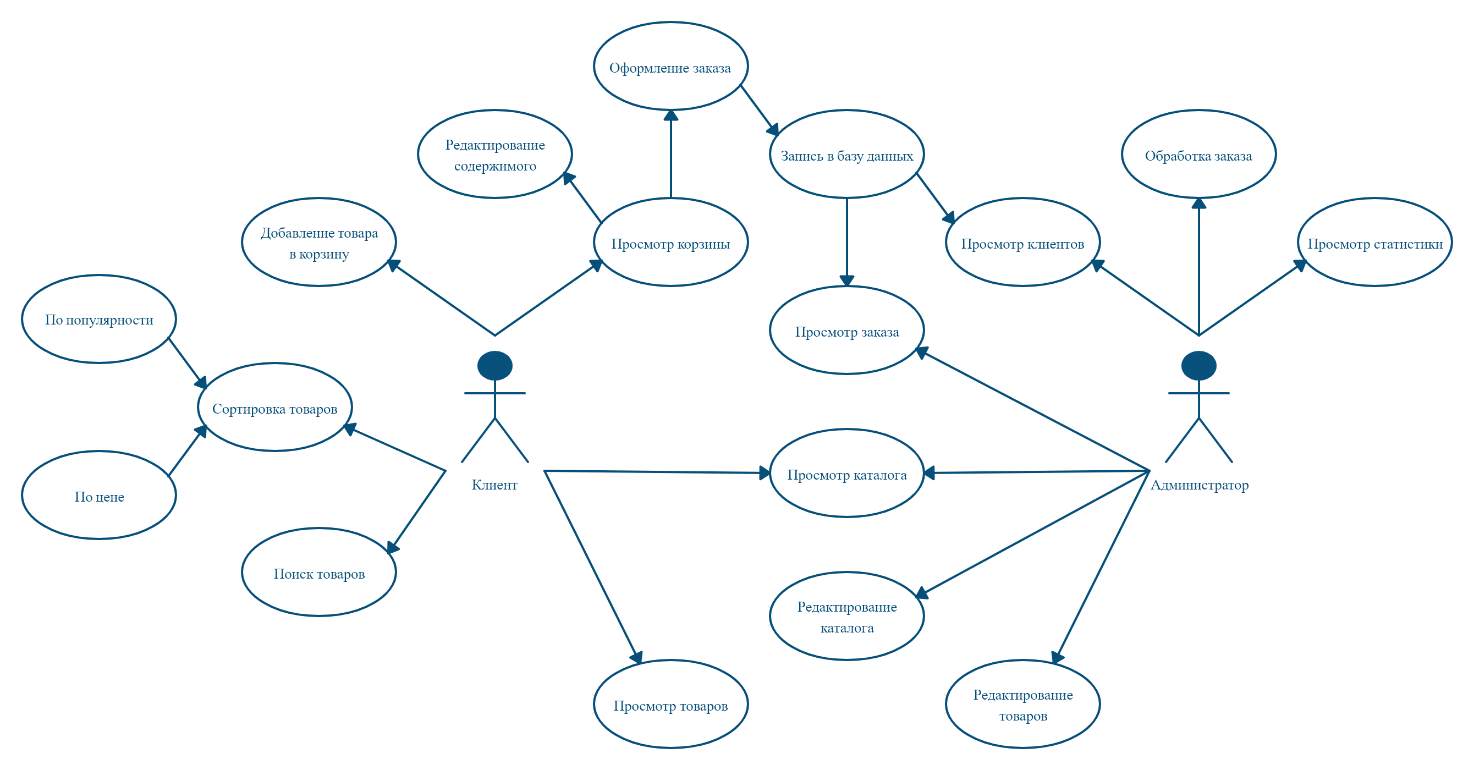 Оформление заказа
Редактирование
содержимого
Запись в базу данных
Обработка заказа
Добавление товара
в корзину
Просмотр корзины
Просмотр клиентов
Просмотр статистики
По популярности
Просмотр заказа
Сортировка товаров
Просмотр каталога
Клиент
Администратор
По цене
Поиск товаров
Редактирование
каталога
Просмотр товаров
Редактирование
товаров